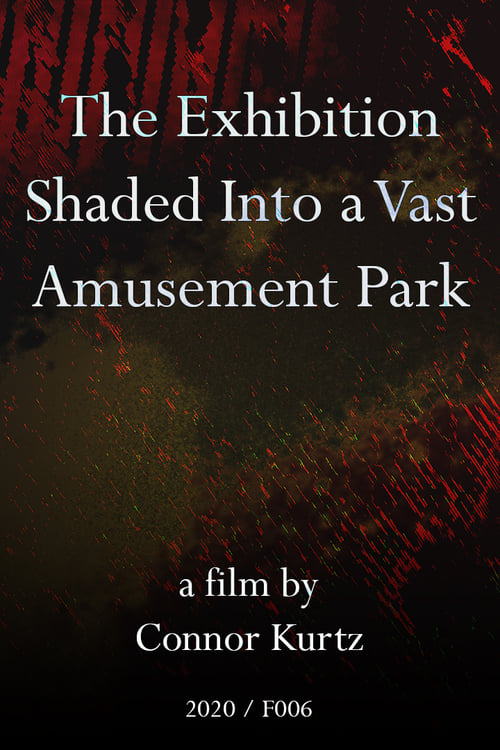 The Exhibition
Shaded Into a Vast
Amusement Park
a film by
Connor Kurtz
2020 / F006